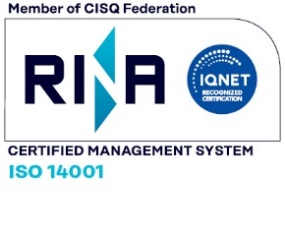 Member of CISQ Federation
RINA
IQNET
RECOGNIZED
CERTIFICATION
CERTIFIED MANAGEMENT SYSTEM
ISO 14001